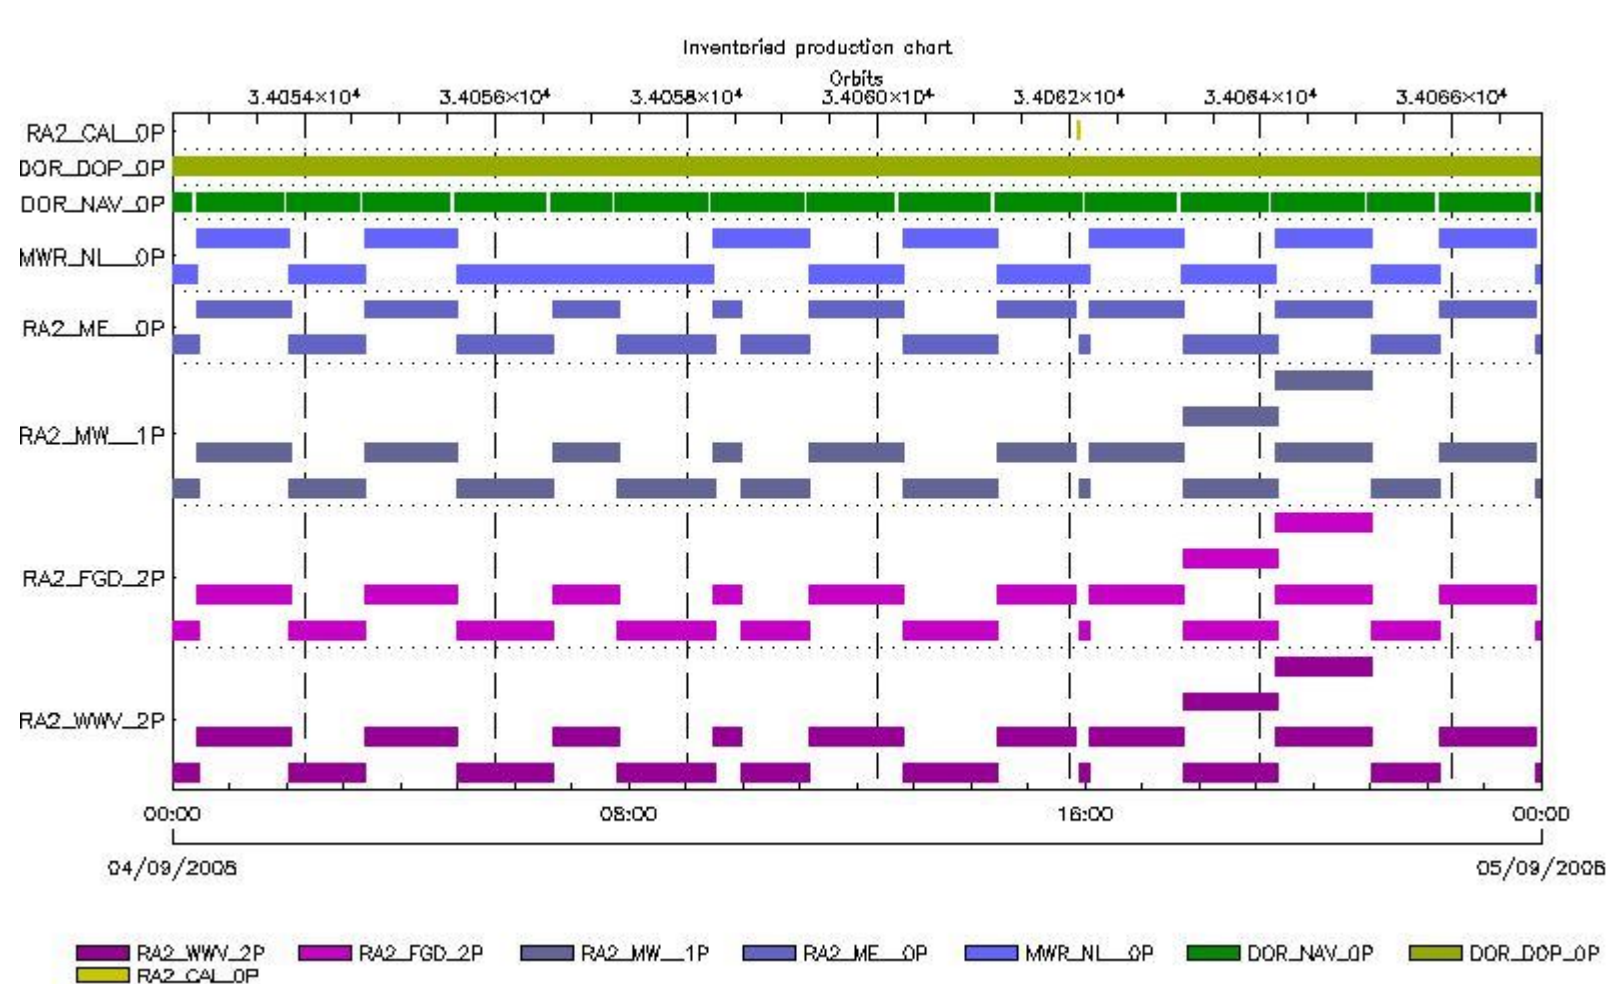 Inventoried production chart
Orbits
3.4054×10⁴ 3.4056×10⁴ 3.4058×10⁴ 3.4060×10⁴ 3.4062×10⁴ 3.4064×10⁴ 3.4066×10⁴
RA2_CAL_0P
DOR_DOP_0P
DOR_NAV_0P
MWR_NL__0P
RA2_ME__0P
RA2_MW__1P
RA2_FGD_2P
RA2_WWV_2P
00:00 08:00 16:00 00:00
04/09/2008 05/09/2008
RA2_WWV_2P RA2_FGD_2P RA2_MW__1P RA2_ME__0P MWR_NL__0P DOR_NAV_0P DOR_DOP_0P
RA2_CAL_0P